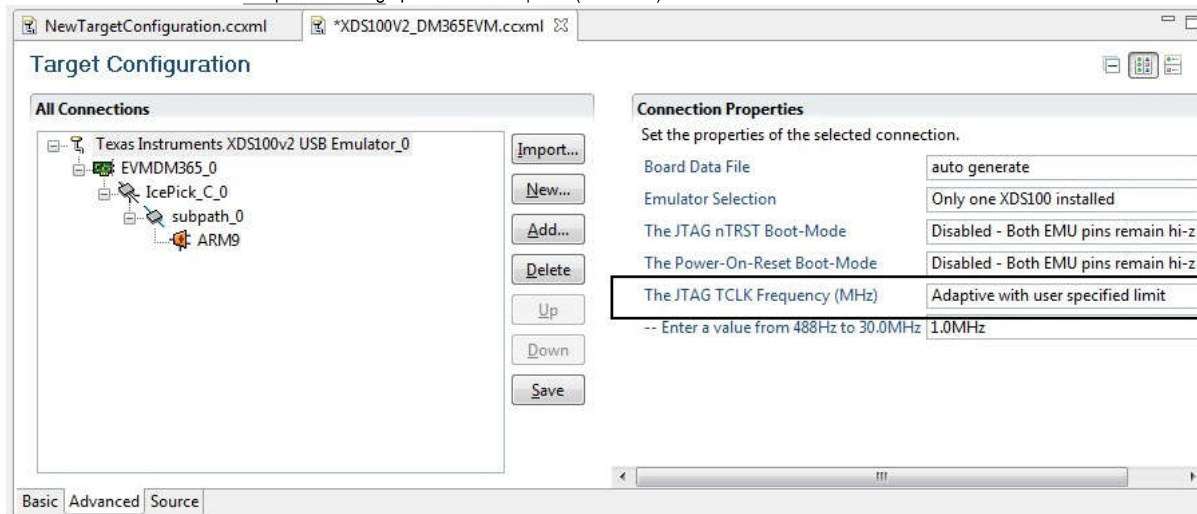 NewTargetConfiguration.ccxml
*XDS100V2_DM365EVM.ccxml
Target Configuration
All Connections
Texas Instruments XDS100v2 USB Emulator_0
EVMDM365_0
IcePick_C_0
subpath_0
ARM9
Import...
New...
Add...
Delete
Up
Down
Save
Connection Properties
Set the properties of the selected connection.
Board Data File auto generate
Emulator Selection Only one XDS100 installed
The JTAG nTRST Boot-Mode Disabled - Both EMU pins remain hi-z
The Power-On-Reset Boot-Mode Disabled - Both EMU pins remain hi-z
The JTAG TCLK Frequency (MHz) Adaptive with user specified limit
-- Enter a value from 488Hz to 30.0MHz 1.0MHz
Basic Advanced Source